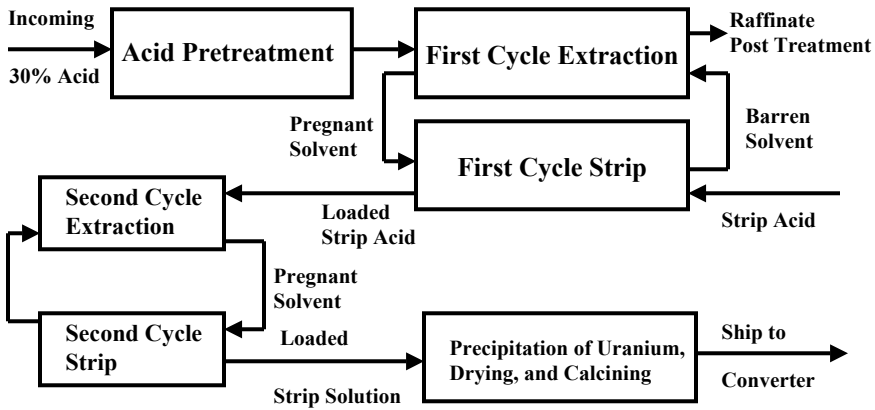 Incoming
30% Acid
Acid Pretreatment
First Cycle Extraction
Raffinate
Post Treatment
Pregnant
Solvent
Barren
Solvent
First Cycle Strip
Strip Acid
Loaded
Strip Acid
Second Cycle
Extraction
Pregnant
Solvent
Second Cycle
Strip
Loaded
Strip Solution
Precipitation of Uranium,
Drying, and Calcining
Ship to
Converter